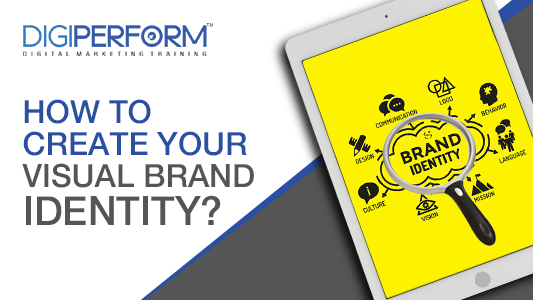 DIGIPERFORM™
DIGITAL MARKETING TRAINING
HOW TO
CREATE YOUR
VISUAL BRAND
IDENTITY?
COMMUNICATION
LOGO
BEHAVIOR
DESIGN
BRAND
IDENTITY
LANGUAGE
CULTURE
VISION
MISSION